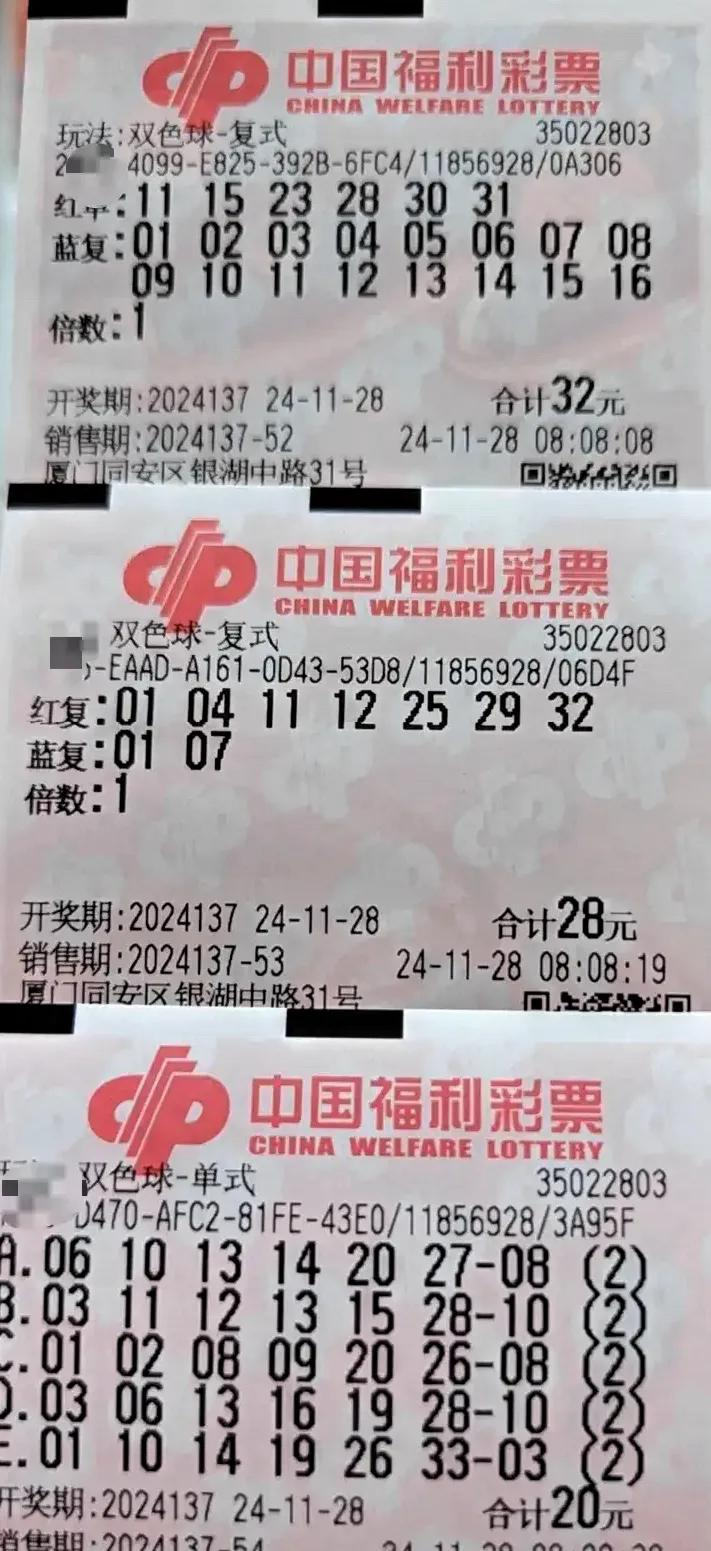 中国福利彩票
CHINA WELFARE LOTTERY
玩法:双色球-复式 35022803
4099-E825-392B-6FC4/11856928/0A306
红单:11 15 23 28 30 31
蓝复:01 02 03 04 05 06 07 08
09 10 11 12 13 14 15 16
倍数:1
开奖期:2024137 24-11-28 合计32元
销售期:2024137-52 24-11-28 08:08:08
厦门同安区银湖中路31号
中国福利彩票
CHINA WELFARE LOTTERY
双色球-复式 35022803
-EAAD-A161-0D43-53D8/11856928/06D4F
红复:01 04 11 12 25 29 32
蓝复:01 07
倍数:1
开奖期:2024137 24-11-28 合计28元
销售期:2024137-53 24-11-28 08:08:19
厦门同安区银湖中路31号
中国福利彩票
CHINA WELFARE LOTTERY
双色球-单式 35022803
D470-AFC2-81FE-43E0/11856928/3A95F
A.06 10 13 14 20 27-08 (2)
B.03 11 12 13 15 28-10 (2)
C.01 02 08 09 20 26-08 (2)
D.03 06 13 16 19 28-10 (2)
E.01 10 14 19 26 33-03 (2)
开奖期:2024137 24-11-28 合计20元
销售期:2024137-54